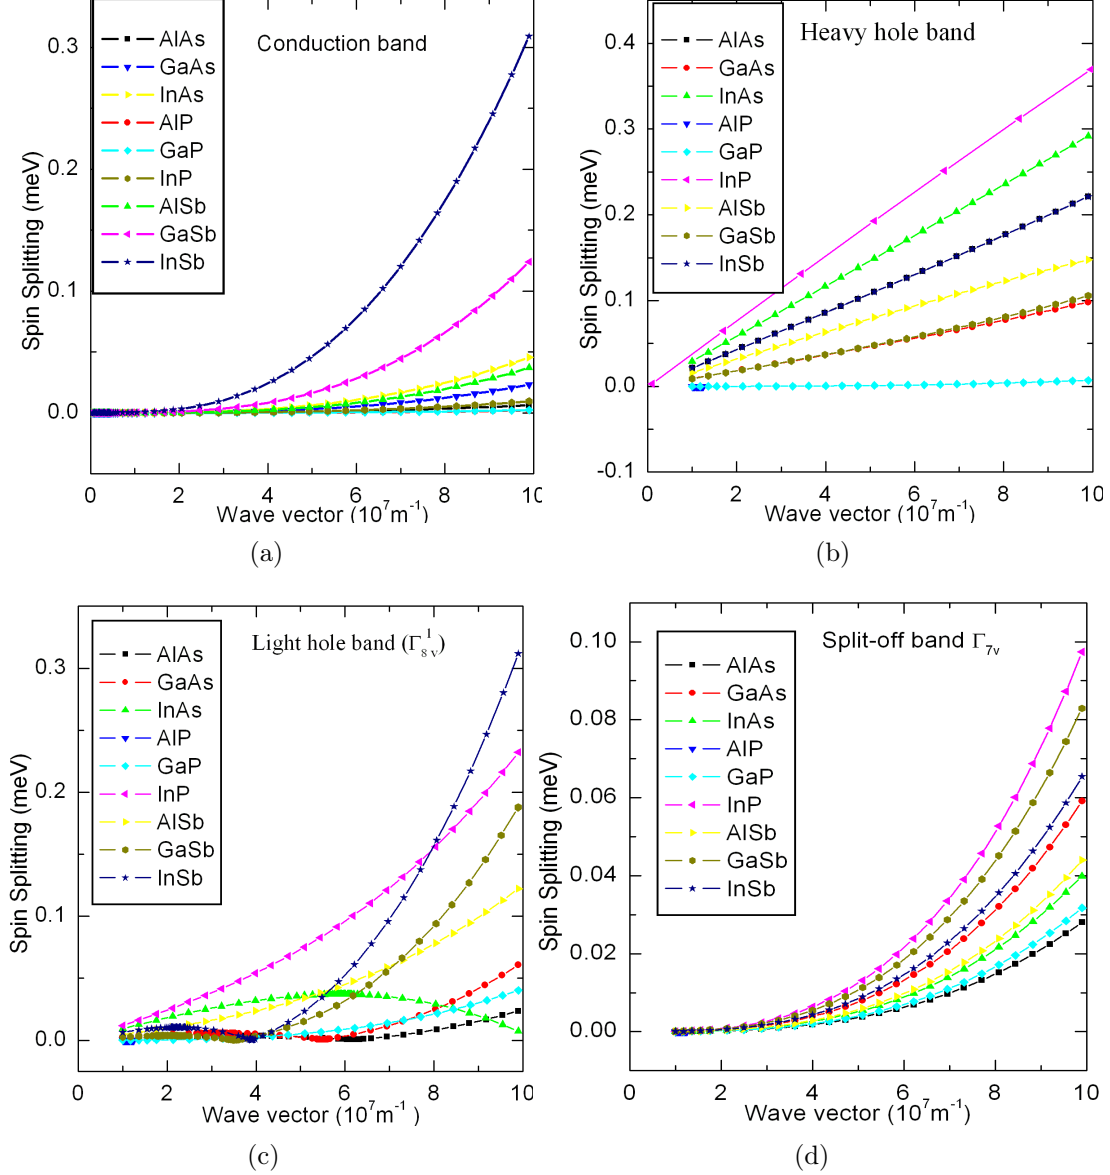 0.3
0.2
0.1
0.0
0 2 4 6 8 10
Spin Splitting (meV)
Wave vector (10⁷m⁻¹)
Conduction band
AlAs
GaAs
InAs
AlP
GaP
InP
AlSb
GaSb
InSb
(a)
0.4
0.3
0.2
0.1
0.0
-0.1
0 2 4 6 8 10
Spin Splitting (meV)
Wave vector (10⁷m⁻¹)
Heavy hole band
AlAs
GaAs
InAs
AlP
GaP
InP
AlSb
GaSb
InSb
(b)
0.3
0.2
0.1
0.0
0 2 4 6 8 10
Spin Splitting (meV)
Wave vector (10⁷m⁻¹)
Light hole band (Γ₈ᵥˡ)
AlAs
GaAs
InAs
AlP
GaP
InP
AlSb
GaSb
InSb
(c)
0.10
0.08
0.06
0.04
0.02
0.00
0 2 4 6 8 10
Spin Splitting (meV)
Wave vector (10⁷m⁻¹)
Split-off band Γ₇ᵥ
AlAs
GaAs
InAs
AlP
GaP
InP
AlSb
GaSb
InSb
(d)